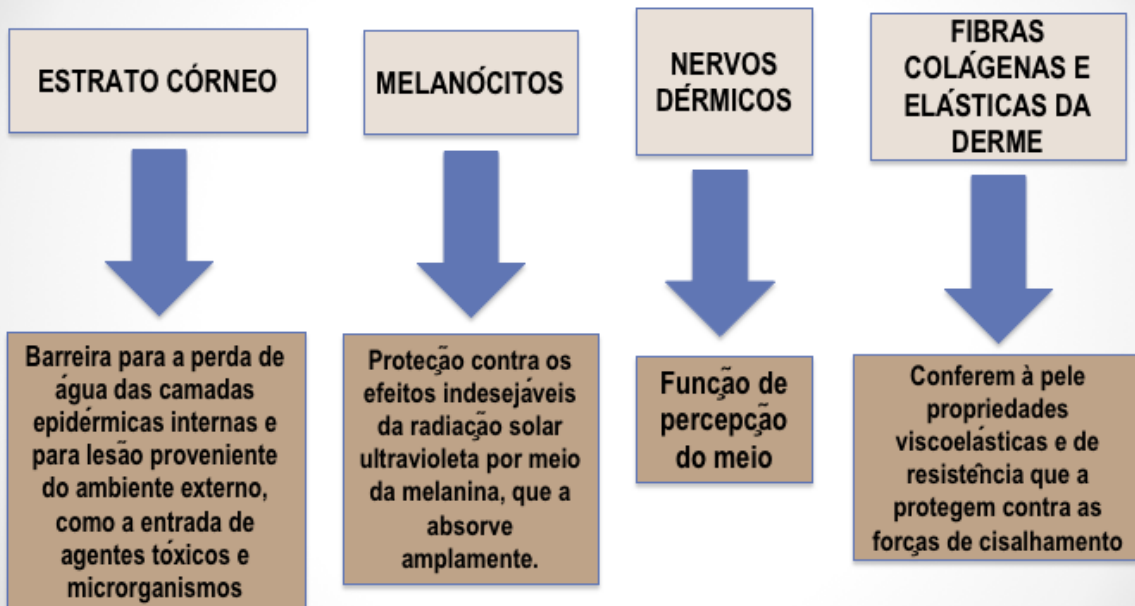 ESTRATO CÓRNEO
MELANÓCITOS
NERVOS
DÉRMICOS
FIBRAS
COLÁGENAS E
ELÁSTICAS DA
DERME
Barreira para a perda de
água das camadas
epidérmicas internas e
para lesão proveniente
do ambiente externo,
como a entrada de
agentes tóxicos e
microrganismos
Proteção contra os
efeitos indesejáveis
da radiação solar
ultravioleta por meio
da melanina, que a
absorve
amplamente.
Função de
percepção
do meio
Conferem à pele
propriedades
viscoelásticas e de
resistência que a
protegem contra as
forças de cisalhamento